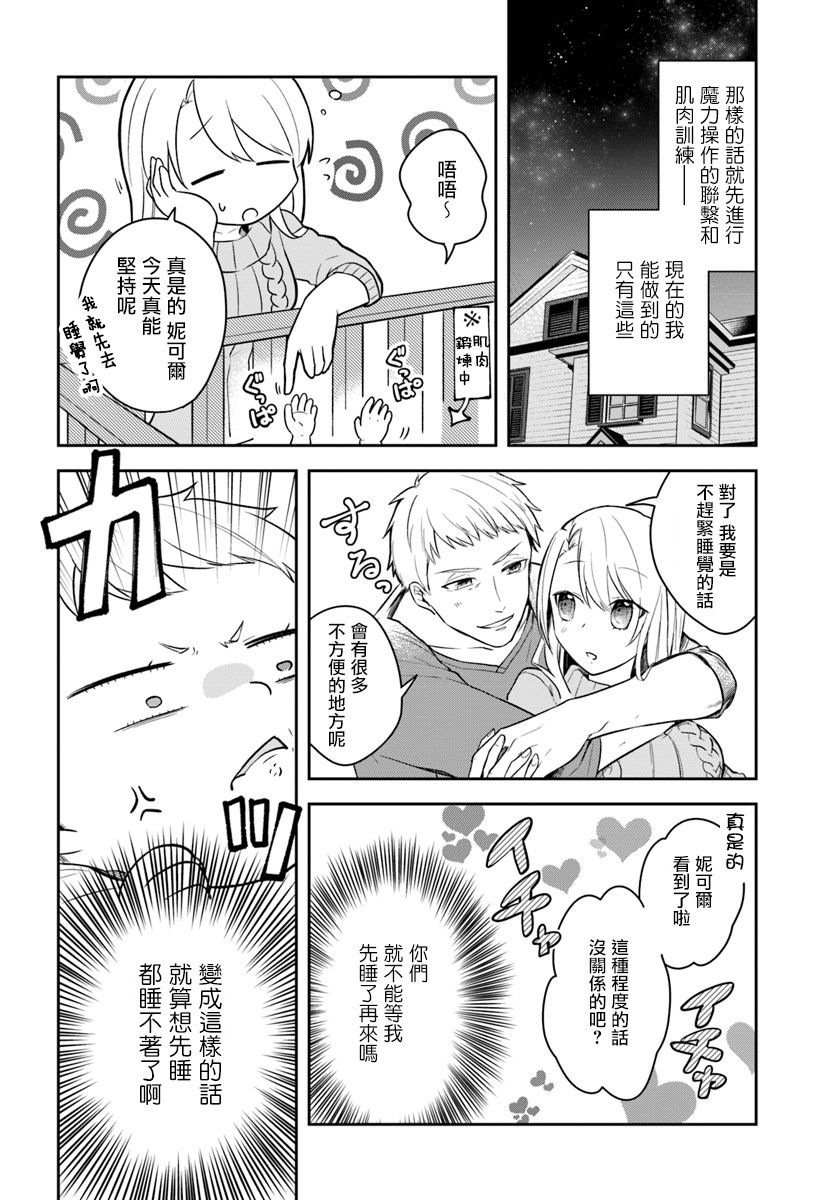 那樣的話就先進行
魔力操作的聯繫和
肌肉訓練——
現在的我
能做到的
只有這些
唔唔～
※
肌肉
鍛煉中
ぐっぱ
ぐっぱ
真是的 妮可爾
今天真能
堅持呢
我就先去
睡覺了啊
對了 我要是
不趕緊睡覺的話
するっ
會有很多
不方便的地方呢
カッ!!!
真是的
妮可爾
看到了啦
這種程度的話
沒關係的吧？
イチャ
イチャ
你們
就不能等我
先睡了再來嗎
變成這樣的話
就算想先睡
都睡不著了啊